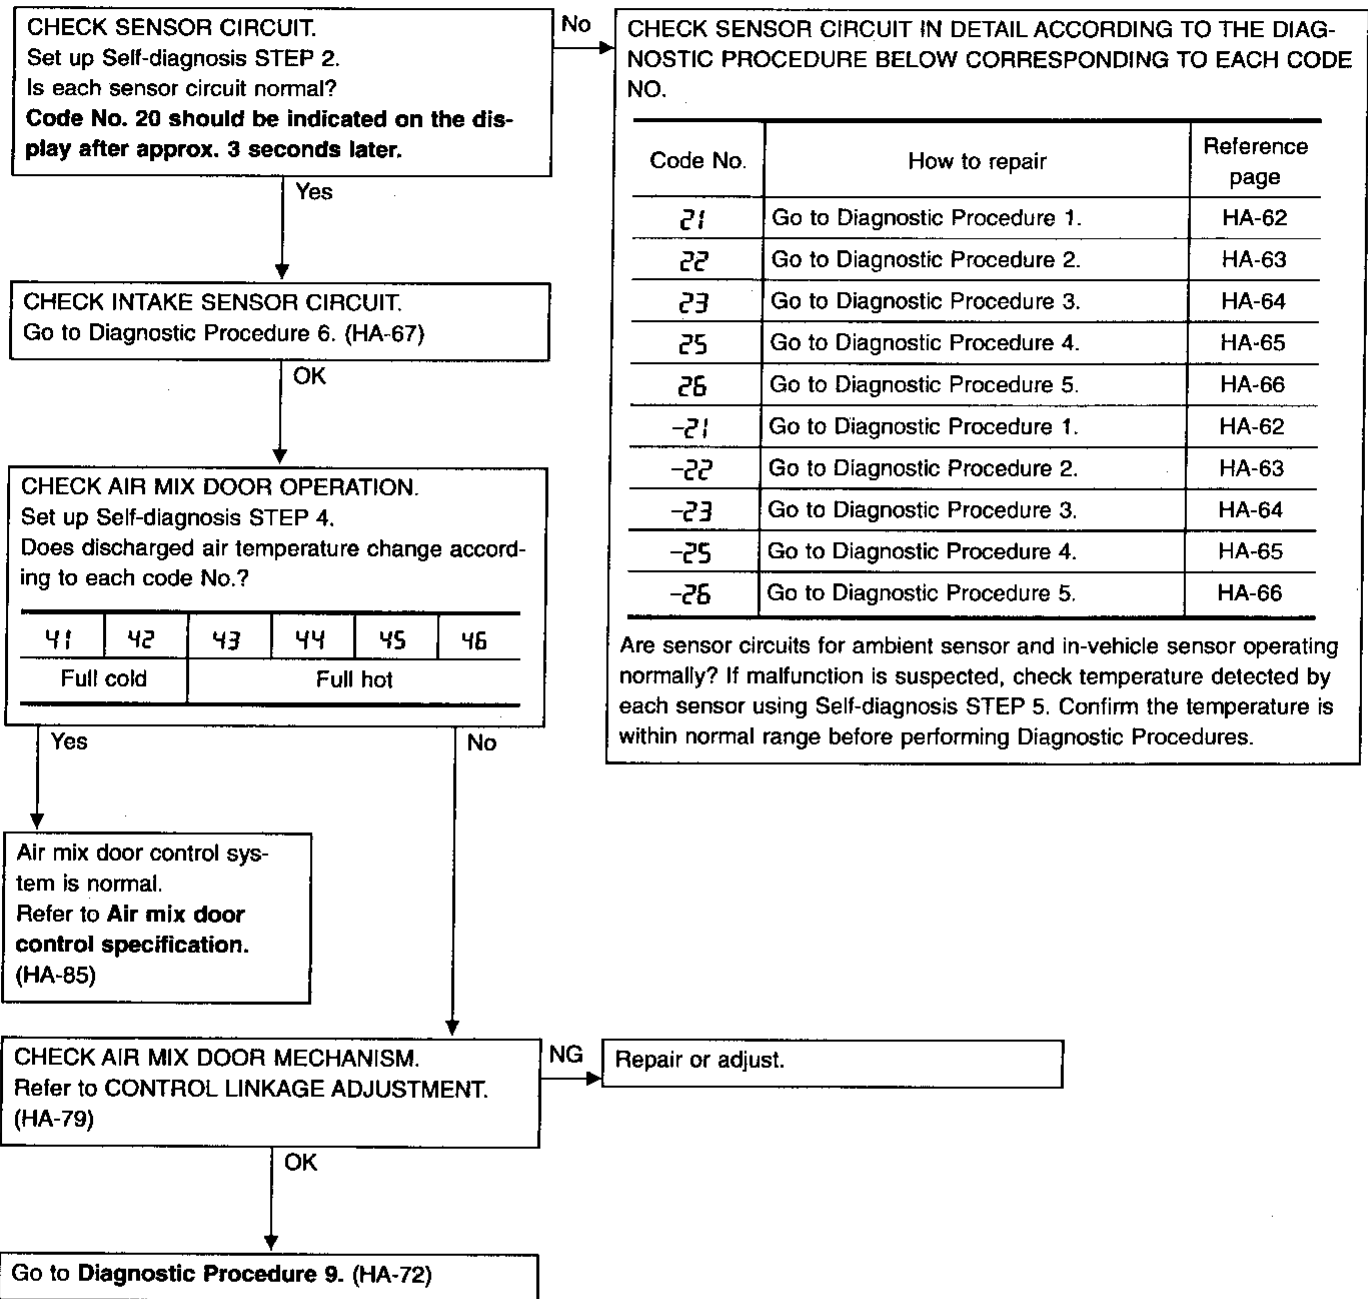 CHECK SENSOR CIRCUIT.
Set up Self-diagnosis STEP 2.
Is each sensor circuit normal?
Code No. 20 should be indicated on the dis-
play after approx. 3 seconds later.
No
CHECK SENSOR CIRCUIT IN DETAIL ACCORDING TO THE DIAG-
NOSTIC PROCEDURE BELOW CORRESPONDING TO EACH CODE
NO.
Code No. How to repair Reference page
21 Go to Diagnostic Procedure 1. HA-62
22 Go to Diagnostic Procedure 2. HA-63
23 Go to Diagnostic Procedure 3. HA-64
25 Go to Diagnostic Procedure 4. HA-65
26 Go to Diagnostic Procedure 5. HA-66
-21 Go to Diagnostic Procedure 1. HA-62
-22 Go to Diagnostic Procedure 2. HA-63
-23 Go to Diagnostic Procedure 3. HA-64
-25 Go to Diagnostic Procedure 4. HA-65
-26 Go to Diagnostic Procedure 5. HA-66
Are sensor circuits for ambient sensor and in-vehicle sensor operating
normally? If malfunction is suspected, check temperature detected by
each sensor using Self-diagnosis STEP 5. Confirm the temperature is
within normal range before performing Diagnostic Procedures.
Yes
CHECK INTAKE SENSOR CIRCUIT.
Go to Diagnostic Procedure 6. (HA-67)
OK
CHECK AIR MIX DOOR OPERATION.
Set up Self-diagnosis STEP 4.
Does discharged air temperature change accord-
ing to each code No.?
41 42 43 44 45 46
Full cold Full hot
Yes
No
Air mix door control sys-
tem is normal.
Refer to Air mix door
control specification.
(HA-85)
CHECK AIR MIX DOOR MECHANISM.
Refer to CONTROL LINKAGE ADJUSTMENT.
(HA-79)
NG
Repair or adjust.
OK
Go to Diagnostic Procedure 9. (HA-72)